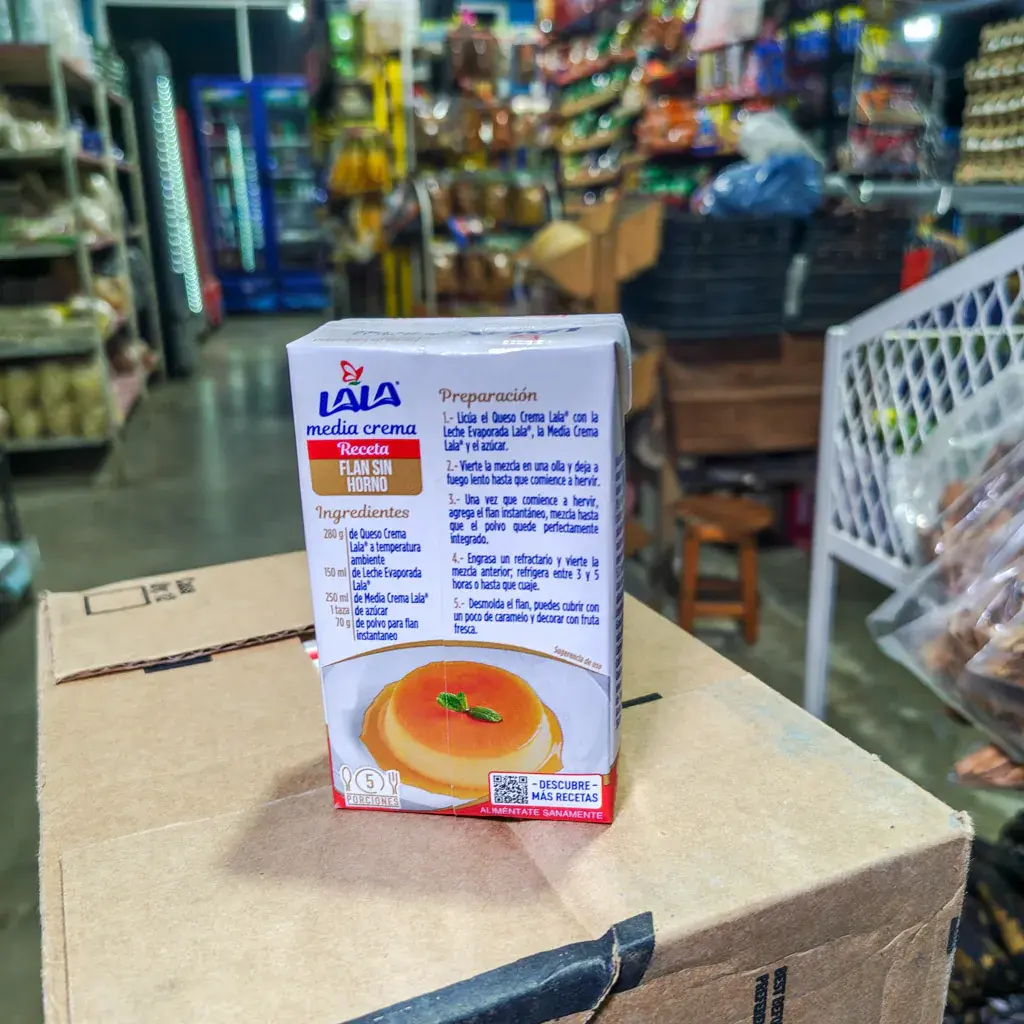 LALA®
media crema
Receta
FLAN SIN
HORNO
Ingredientes
280 g de Queso Crema
Lala® a temperatura
ambiente
150 ml de Leche Evaporada
Lala®
250 ml de Media Crema Lala®
1 taza de azúcar
70 g de polvo para flan
instantaneo
Preparación
1.- Licúa el Queso Crema Lala® con la
Leche Evaporada Lala®, la Media Crema
Lala® y el azúcar.
2.- Vierte la mezcla en una olla y deja a
fuego lento hasta que comience a hervir.
3.- Una vez que comience a hervir,
agrega el flan instantáneo, mezcla hasta
que el polvo quede perfectamente
integrado.
4.- Engrasa un refractario y vierte la
mezcla anterior; refrigera entre 3 y 5
horas o hasta que cuaje.
5.- Desmolda el flan, puedes cubrir con
un poco de caramelo y decorar con fruta
fresca.
Sugerencia de uso
5
PORCIONES
- DESCUBRE -
MÁS RECETAS
ALIMÉNTATE SANAMENTE